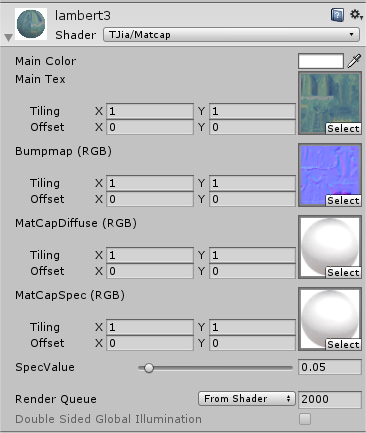 lambert3
Shader TJia/Matcap
Main Color
Main Tex
Tiling X 1 Y 1
Offset X 0 Y 0
Select
Bumpmap (RGB)
Tiling X 1 Y 1
Offset X 0 Y 0
Select
MatCapDiffuse (RGB)
Tiling X 1 Y 1
Offset X 0 Y 0
Select
MatCapSpec (RGB)
Tiling X 1 Y 1
Offset X 0 Y 0
Select
SpecValue 0.05
Render Queue From Shader 2000
Double Sided Global Illumination